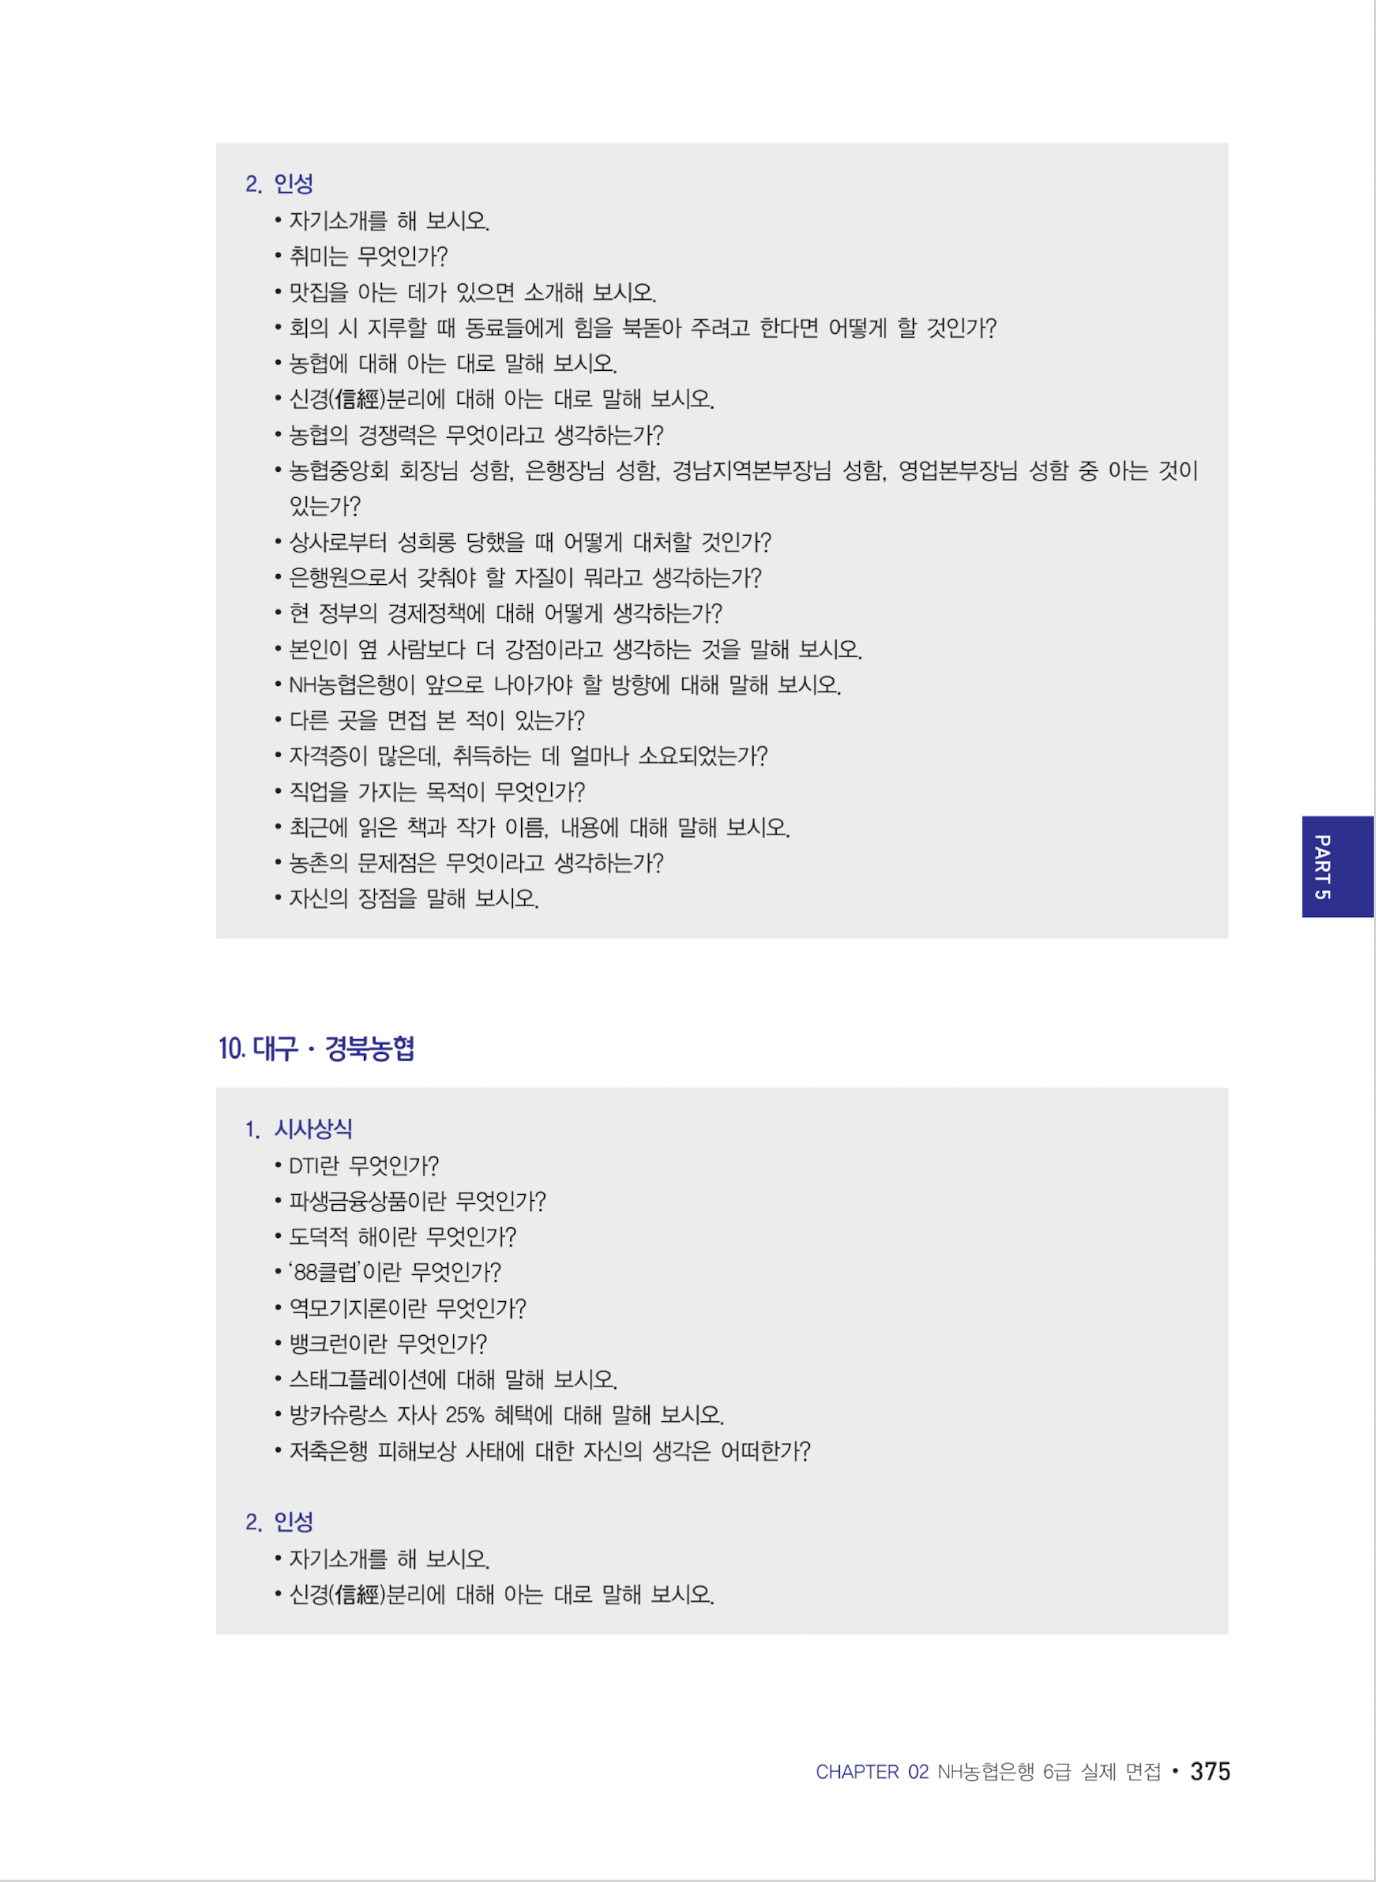 2. 인성
• 자기소개를 해 보시오.
• 취미는 무엇인가?
• 맛집을 아는 데가 있으면 소개해 보시오.
• 회의 시 지루할 때 동료들에게 힘을 북돋아 주려고 한다면 어떻게 할 것인가?
• 농협에 대해 아는 대로 말해 보시오.
• 신경(信經)분리에 대해 아는 대로 말해 보시오.
• 농협의 경쟁력은 무엇이라고 생각하는가?
• 농협중앙회 회장님 성함, 은행장님 성함, 경남지역본부장님 성함, 영업본부장님 성함 중 아는 것이
있는가?
• 상사로부터 성희롱 당했을 때 어떻게 대처할 것인가?
• 은행원으로서 갖춰야 할 자질이 뭐라고 생각하는가?
• 현 정부의 경제정책에 대해 어떻게 생각하는가?
• 본인이 옆 사람보다 더 강점이라고 생각하는 것을 말해 보시오.
• NH농협은행이 앞으로 나아가야 할 방향에 대해 말해 보시오.
• 다른 곳을 면접 본 적이 있는가?
• 자격증이 많은데, 취득하는 데 얼마나 소요되었는가?
• 직업을 가지는 목적이 무엇인가?
• 최근에 읽은 책과 작가 이름, 내용에 대해 말해 보시오.
• 농촌의 문제점은 무엇이라고 생각하는가?
• 자신의 장점을 말해 보시오.
PART 5
10. 대구 · 경북농협
1. 시사상식
• DTI란 무엇인가?
• 파생금융상품이란 무엇인가?
• 도덕적 해이란 무엇인가?
• ‘88클럽’이란 무엇인가?
• 역모기지론이란 무엇인가?
• 뱅크런이란 무엇인가?
• 스태그플레이션에 대해 말해 보시오.
• 방카슈랑스 자사 25% 혜택에 대해 말해 보시오.
• 저축은행 피해보상 사태에 대한 자신의 생각은 어떠한가?
2. 인성
• 자기소개를 해 보시오.
• 신경(信經)분리에 대해 아는 대로 말해 보시오.
CHAPTER 02 NH농협은행 6급 실제 면접 • 375